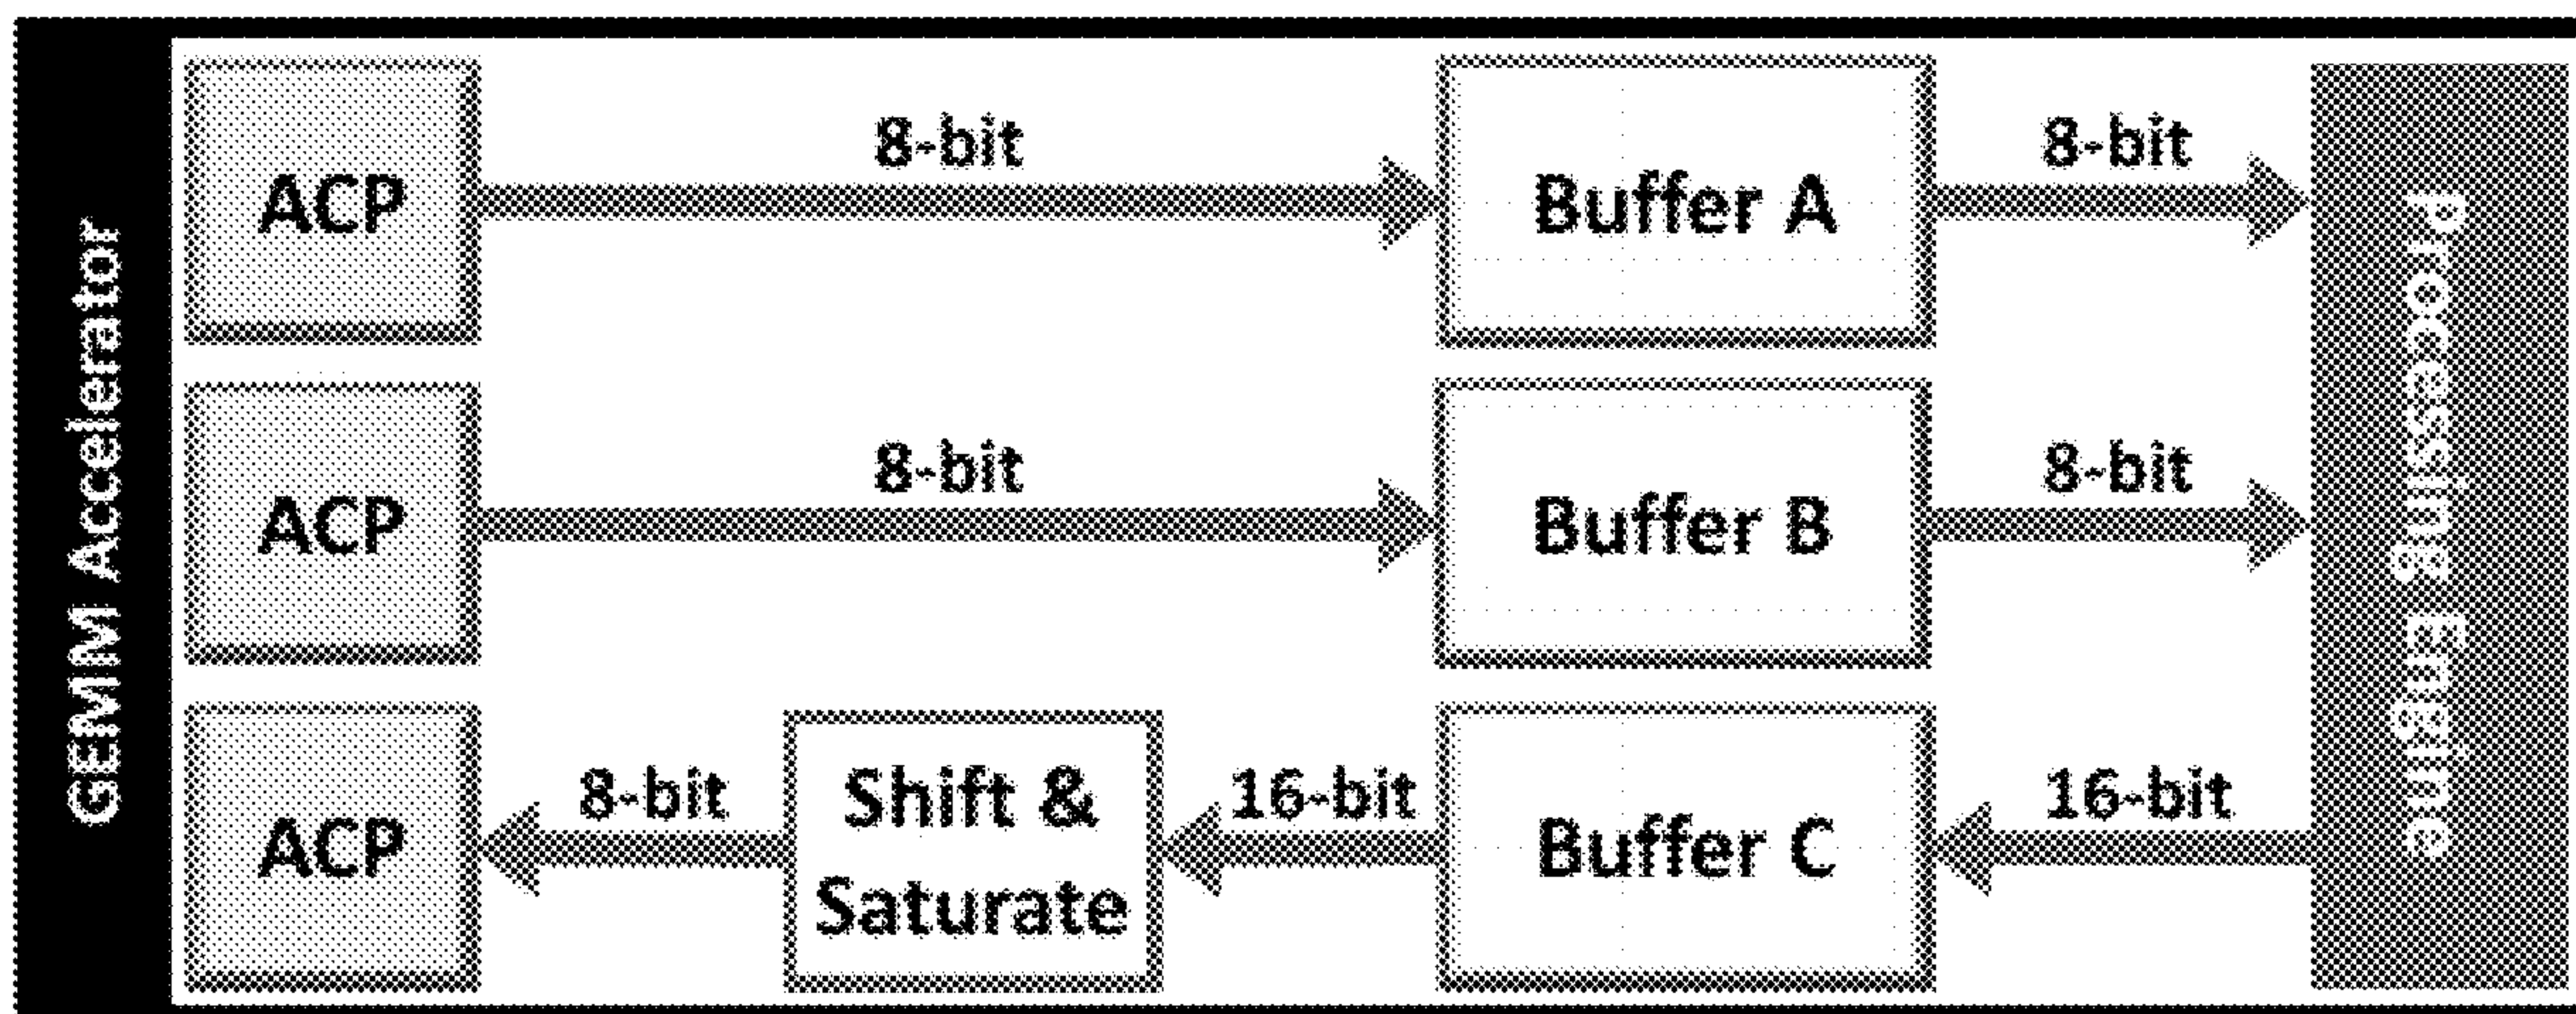 GEMM Accelerator
ACP
8-bit
Buffer A
8-bit
Processing Engine
ACP
8-bit
Buffer B
8-bit
ACP
8-bit
Shift &
Saturate
16-bit
Buffer C
16-bit